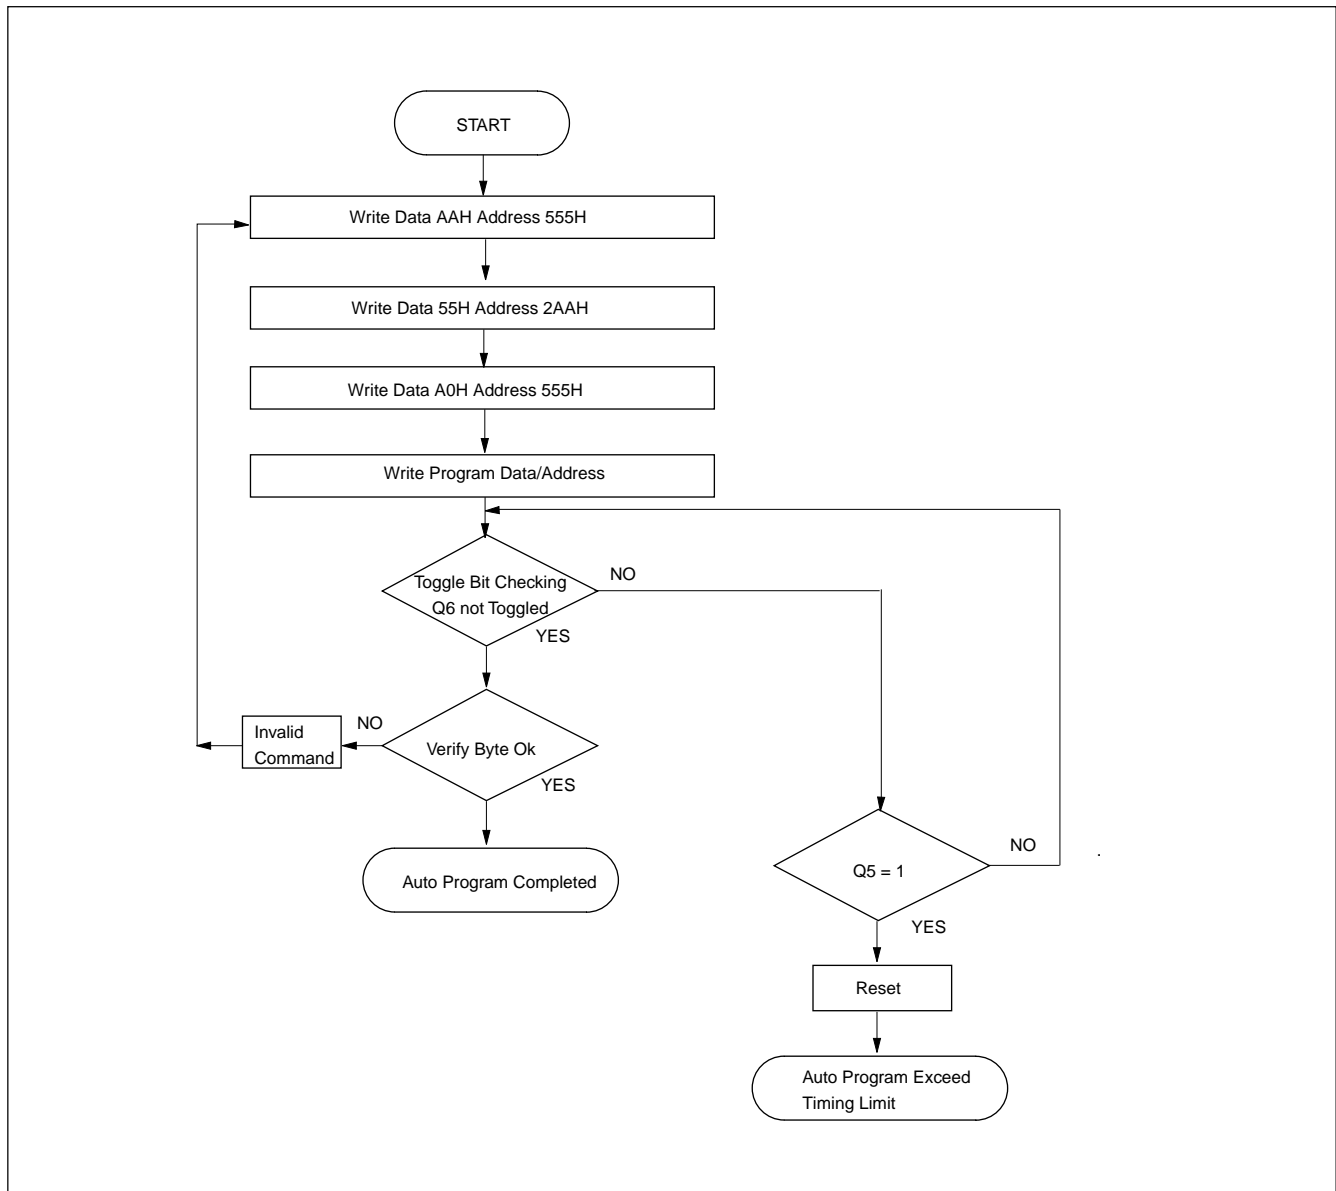 START
Write Data AAH Address 555H
Write Data 55H Address 2AAH
Write Data A0H Address 555H
Write Program Data/Address
Toggle Bit Checking
Q6 not Toggled
NO
YES
Invalid
Command
NO
Verify Byte Ok
YES
Auto Program Completed
Q5 = 1
NO
YES
Reset
Auto Program Exceed
Timing Limit
.